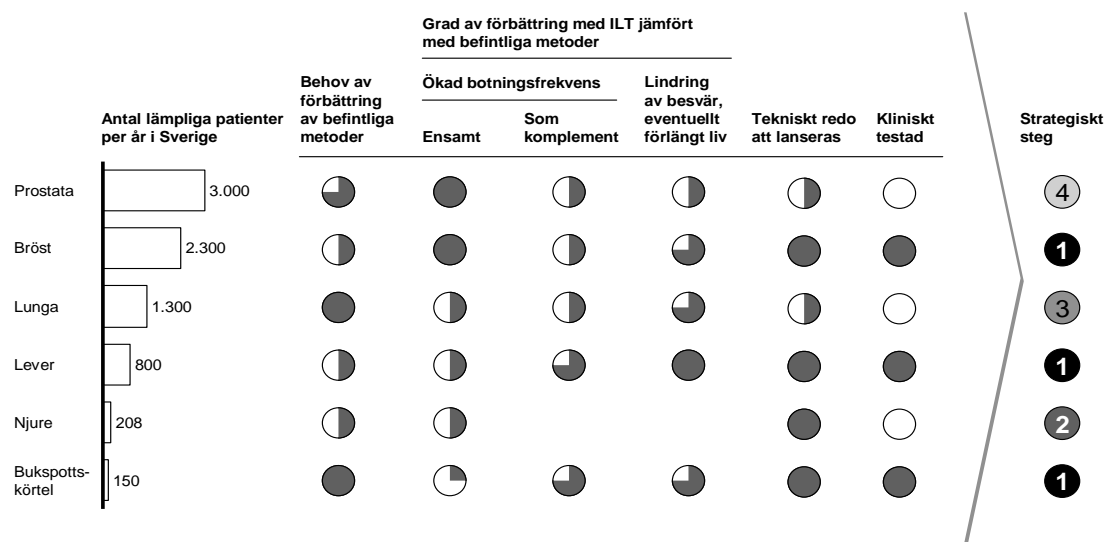 Grad av förbättring med ILT jämfört
med befintliga metoder
Behov av
förbättring
av befintliga
metoder
Ökad botningsfrekvens
Lindring
av besvär,
eventuellt
förlängt liv
Antal lämpliga patienter
per år i Sverige
Ensamt
Som
komplement
Tekniskt redo
att lanseras
Kliniskt
testad
Strategiskt
steg
Prostata
3.000
4
Bröst
2.300
1
Lunga
1.300
3
Lever
800
1
Njure
208
2
Bukspotts-
körtel
150
1